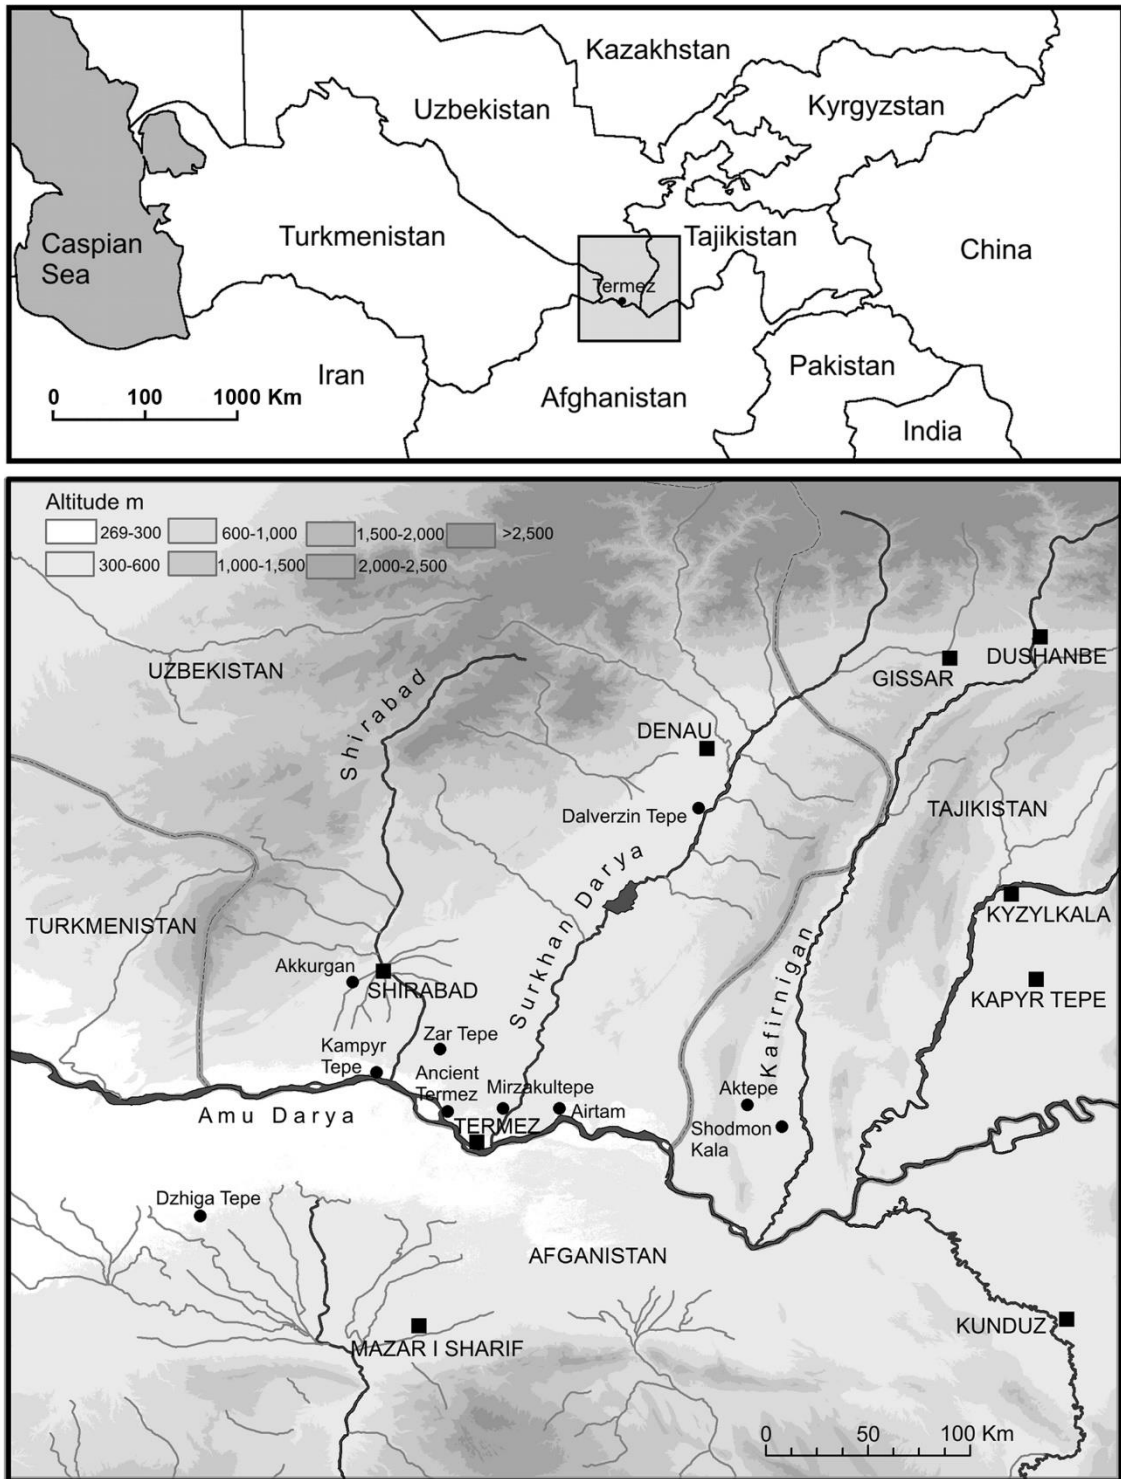 Kazakhstan
Uzbekistan
Kyrgyzstan
Caspian
Sea
Turkmenistan
Tajikistan
China
Termez
Iran
Afghanistan
Pakistan
India
0 100 1000 Km
Altitude m
269-300 600-1,000 1,500-2,000 >2,500
300-600 1,000-1,500 2,000-2,500
UZBEKISTAN
Shirabad
DUSHANBE
GISSAR
DENAU
Dalverzin Tepe
TAJIKISTAN
Surkhan Darya
KYZYLKALA
TURKMENISTAN
Kafirnigan
Akkurgan
SHIRABAD
KAPYR TEPE
Zar Tepe
Kampyr
Tepe
Ancient
Termez
Mirzakultepe
Airtam
Aktepe
Amu Darya
TERMEZ
Shodmon
Kala
Dzhiga Tepe
AFGANISTAN
MAZAR I SHARIF
KUNDUZ
0 50 100 Km